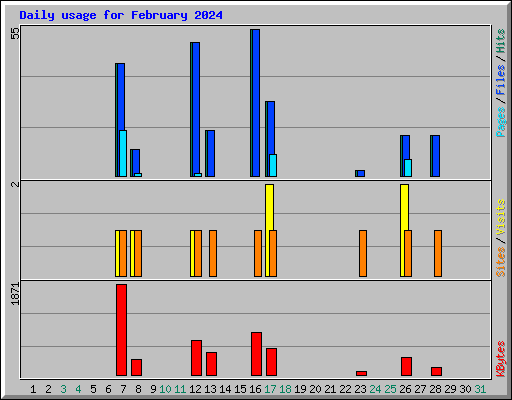 Daily usage for February 2024
55
Pages/Files/Hits
2
Sites/Visits
1871
KBytes
1 2 3 4 5 6 7 8 9 10 11 12 13 14 15 16 17 18 19 20 21 22 23 24 25 26 27 28 29 30 31